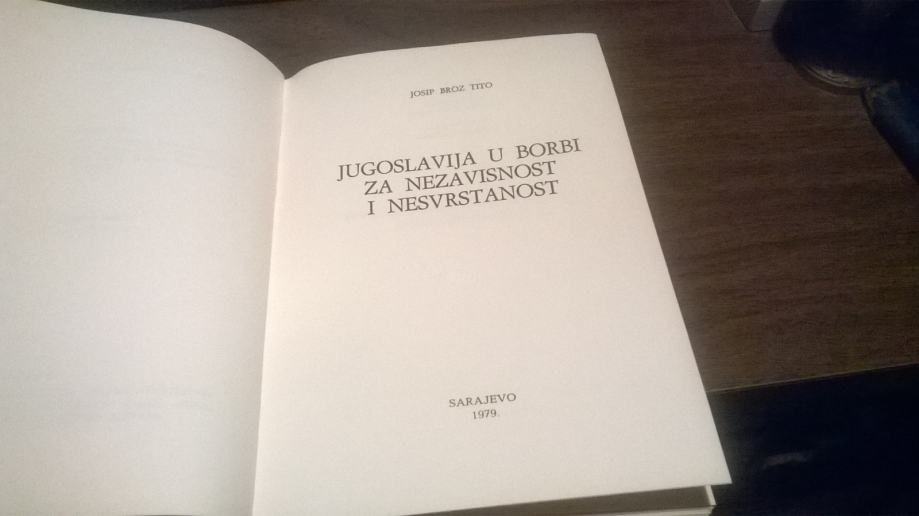 JOSIP BROZ TITO
JUGOSLAVIJA U BORBI
ZA NEZAVISNOST
I NESVRSTANOST
SARAJEVO
1979.